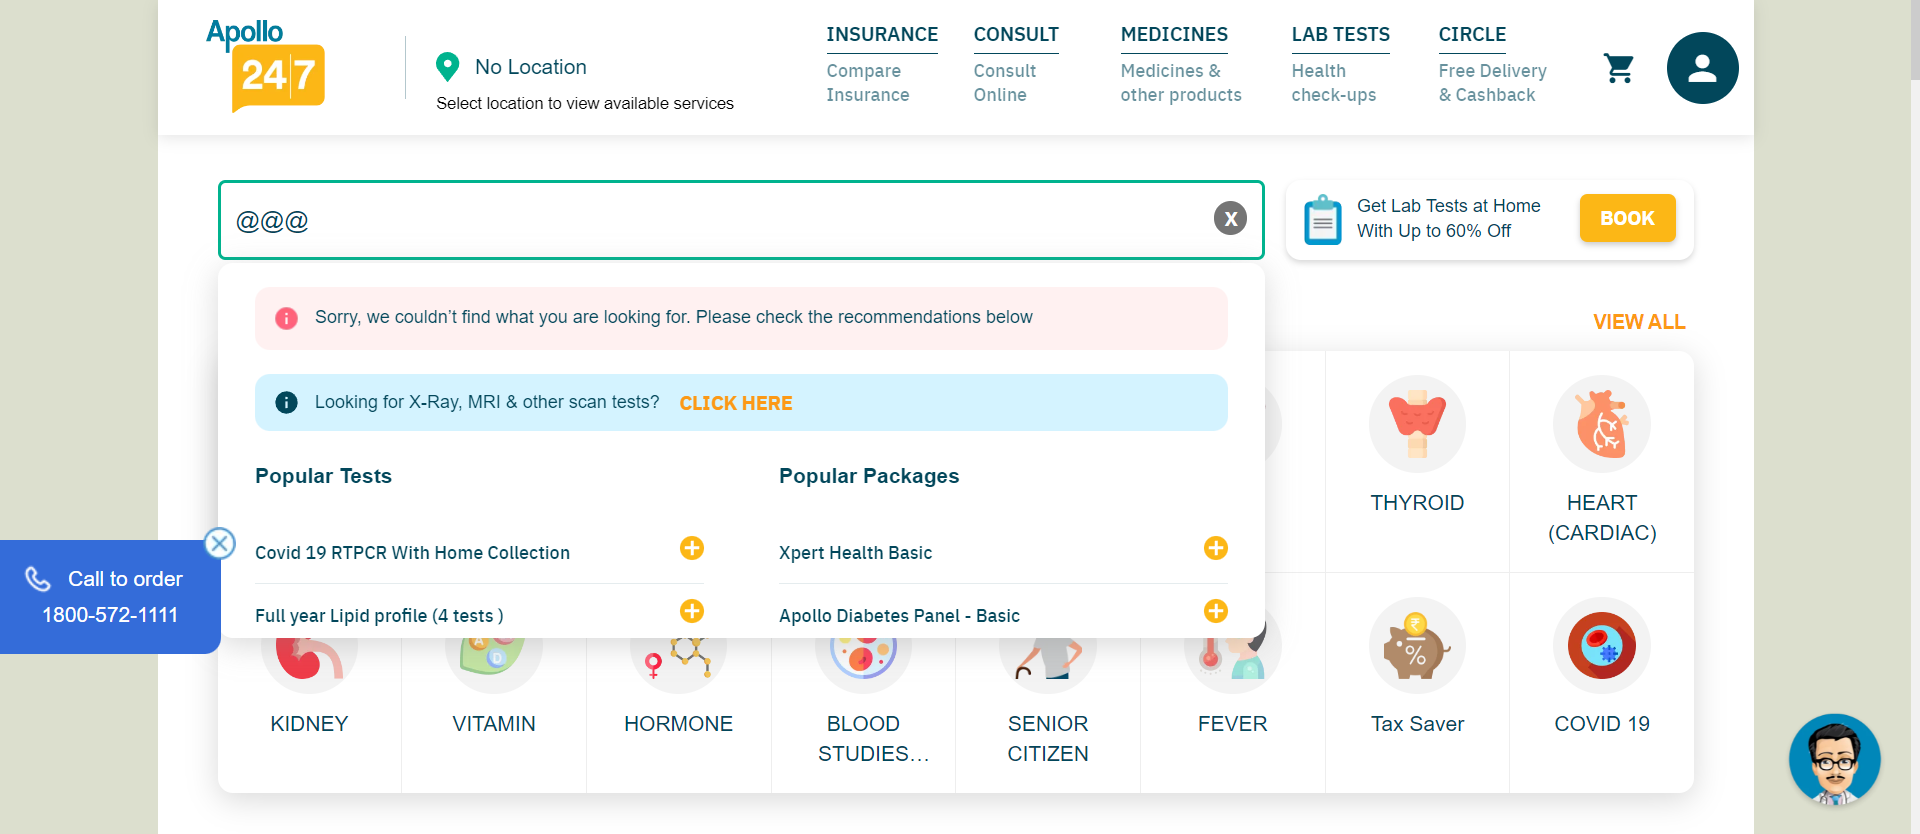 Apollo
24|7
No Location
Select location to view available services
INSURANCE
Compare
Insurance
CONSULT
Consult
Online
MEDICINES
Medicines &
other products
LAB TESTS
Health
check-ups
CIRCLE
Free Delivery
& Cashback
@@@
X
Get Lab Tests at Home
With Up to 60% Off
BOOK
Sorry, we couldn’t find what you are looking for. Please check the recommendations below
VIEW ALL
Looking for X-Ray, MRI & other scan tests? CLICK HERE
Popular Tests
Covid 19 RTPCR With Home Collection
Full year Lipid profile (4 tests )
Popular Packages
Xpert Health Basic
Apollo Diabetes Panel - Basic
THYROID
HEART
(CARDIAC)
Call to order
1800-572-1111
A
D
₹
%
KIDNEY
VITAMIN
HORMONE
BLOOD
STUDIES...
SENIOR
CITIZEN
FEVER
Tax Saver
COVID 19